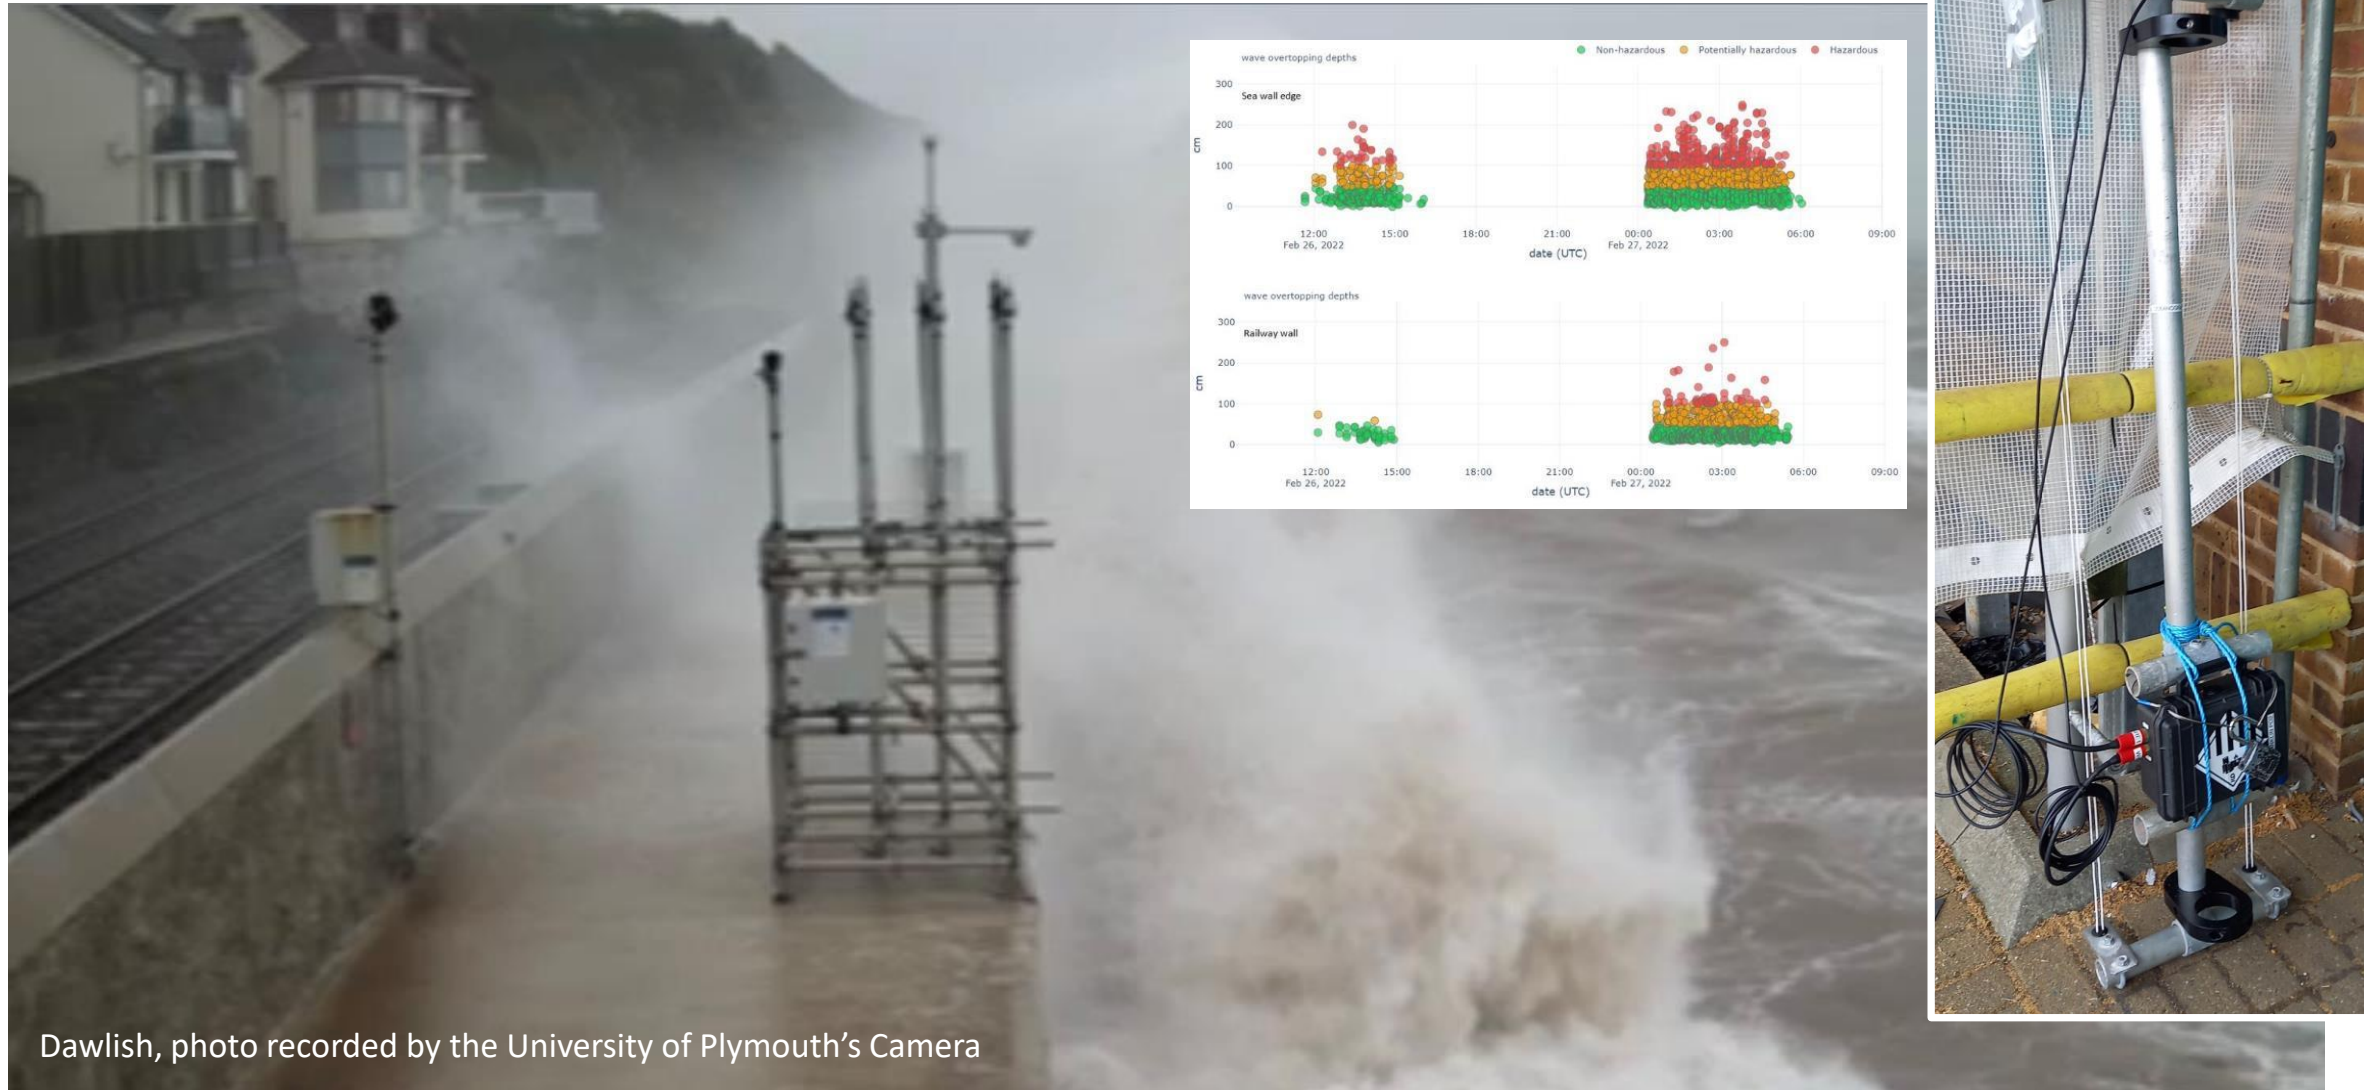 Non-hazardous Potentially hazardous Hazardous
wave overtopping depths
300
Sea wall edge
200
cm
100
0
12:00 15:00 18:00 21:00 00:00 03:00 06:00 09:00
Feb 26, 2022 Feb 27, 2022
date (UTC)
wave overtopping depths
300
Railway wall
200
cm
100
0
12:00 15:00 18:00 21:00 00:00 03:00 06:00 09:00
Feb 26, 2022 Feb 27, 2022
date (UTC)
9
Dawlish, photo recorded by the University of Plymouth's Camera